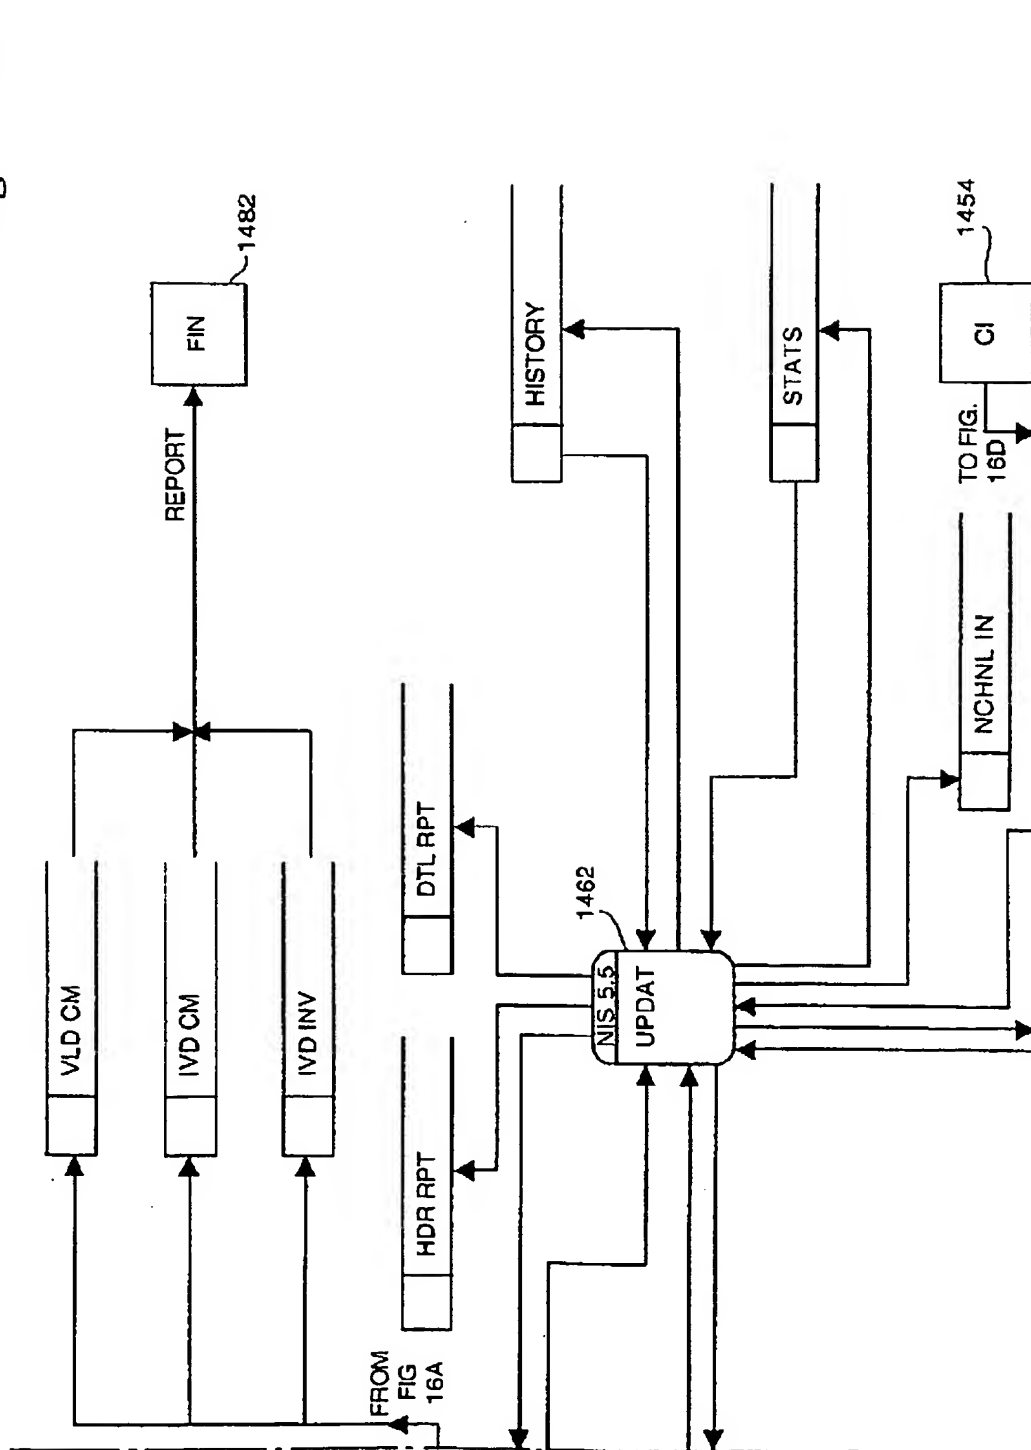 VLD CM
IVD CM
IVD INV
REPORT
FIN
1482
FROM
FIG
16A
HDR RPT
DTL RPT
HISTORY
NIS 5.5
UPDAT
1462
STATS
NCHNL IN
TO FIG.
16D
CI
1454